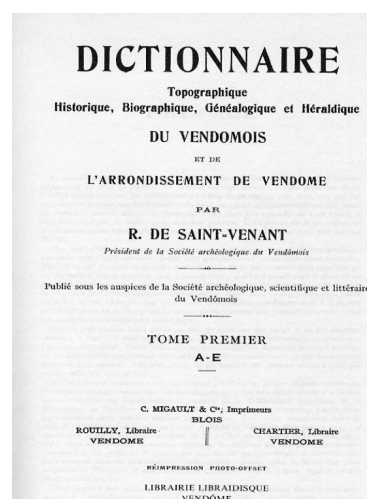 DICTIONNAIRE
Topographique
Historique, Biographique, Généalogique et Héraldique
DU VENDOMOIS
ET DE
L'ARRONDISSEMENT DE VENDOME
PAR
R. DE SAINT-VENANT
Président de la Société archéologique du Vendômois
Publié sous les auspices de la Société archéologique, scientifique et littéraire
du Vendômois
TOME PREMIER
A-E
C. MIGAULT & Cie, Imprimeurs
BLOIS
ROUILLY, Libraire
VENDOME
CHARTIER, Libraire
VENDOME
RÉIMPRESSION PHOTO-OFFSET
LIBRAIRIE LIBRAIDISQUE
VENDÔME